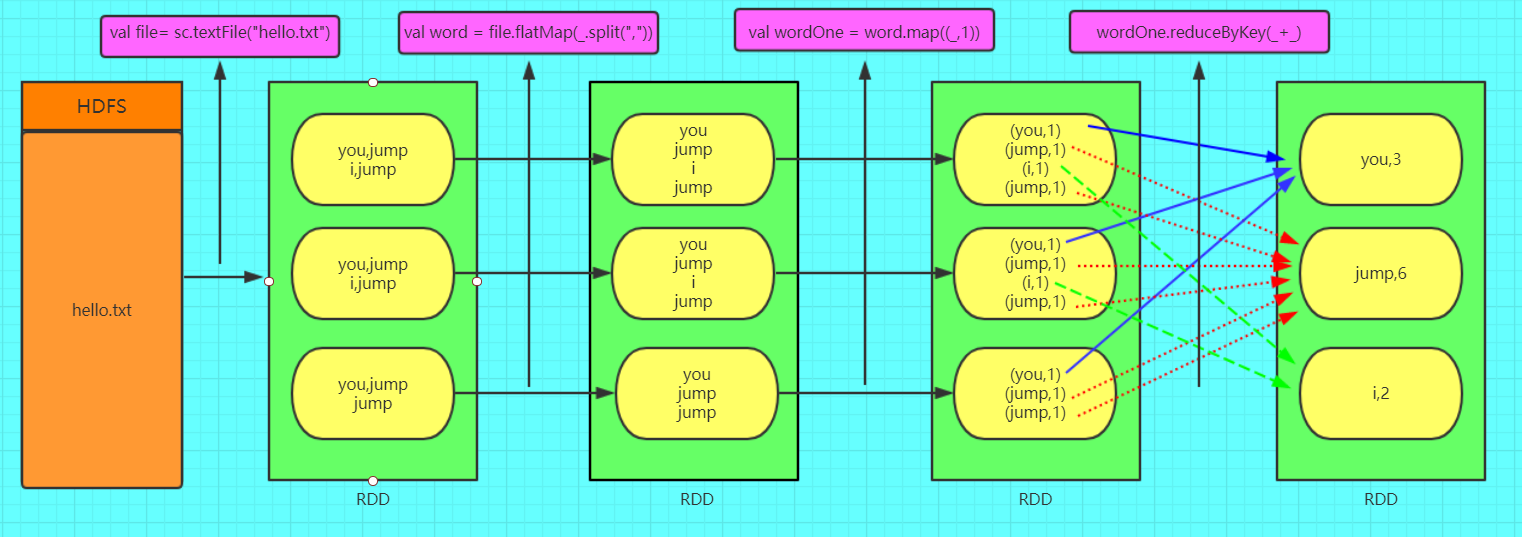 val file= sc.textFile("hello.txt")
val word = file.flatMap(_.split(","))
val wordOne = word.map((_,1))
wordOne.reduceByKey(_+_)
HDFS
hello.txt
you,jump
i,jump
you,jump
i,jump
you,jump
jump
RDD
you
jump
i
jump
you
jump
i
jump
you
jump
jump
RDD
(you,1)
(jump,1)
(i,1)
(jump,1)
(you,1)
(jump,1)
(i,1)
(jump,1)
(you,1)
(jump,1)
(jump,1)
RDD
you,3
jump,6
i,2
RDD